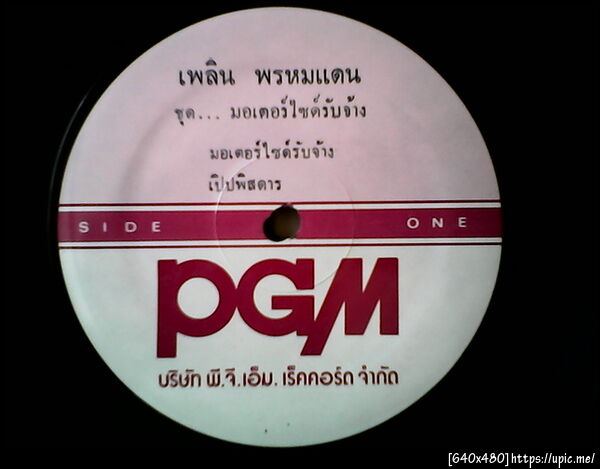 เพลิน พรหมแดน
ชุด... มอเตอร์ไซด์รับจ้าง
มอเตอร์ไซด์รับจ้าง
เปิปพิสดาร
SIDE ONE
PGM
บริษัท พี.จี.เอ็ม. เร็คคอร์ด จำกัด
[640x480]https://upic.me/